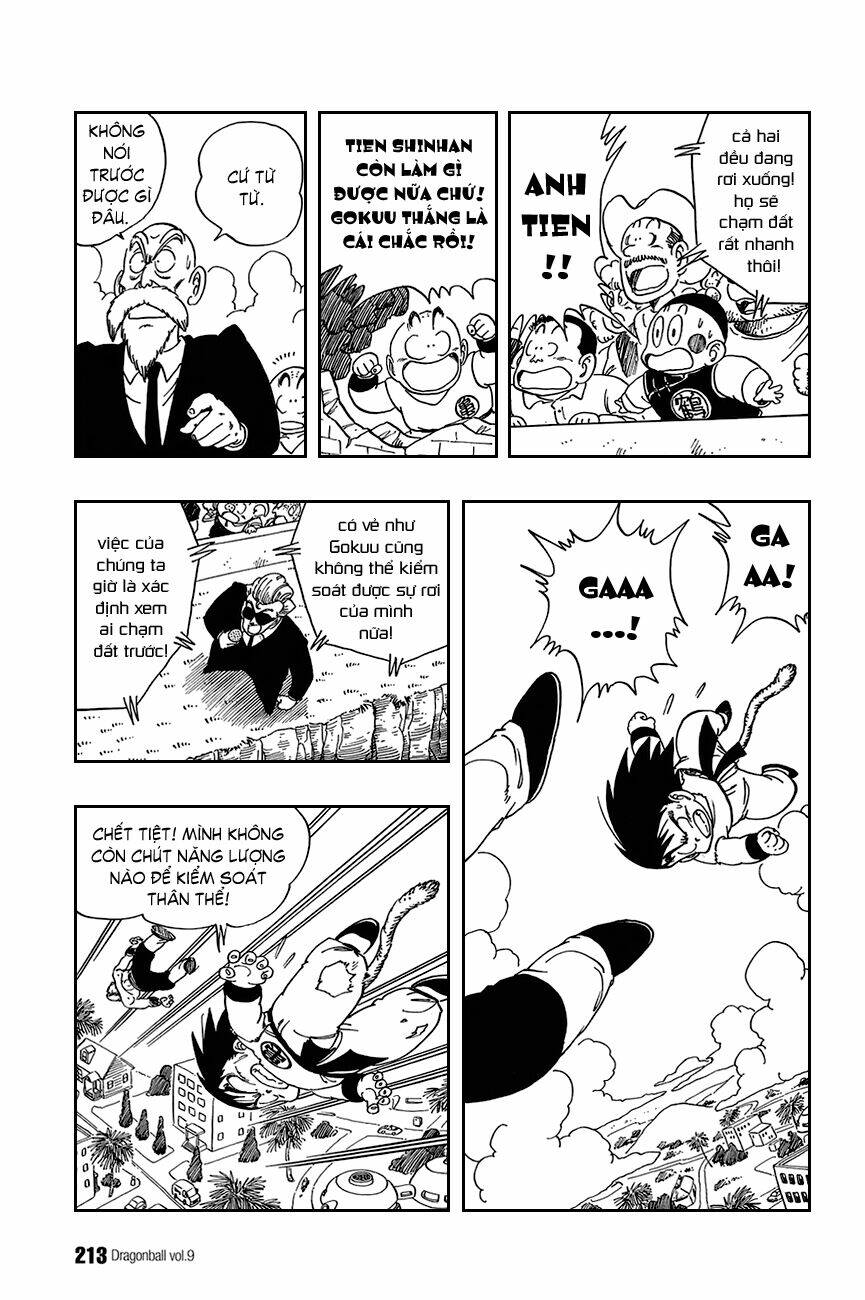 cả hai
đều đang
rơi xuống!
họ sẽ
chạm đất
rất nhanh
thôi!
ANH
TIEN
!!
TIEN SHINHAN
CÒN LÀM GÌ
ĐƯỢC NỮA CHỨ!
GOKUU THẮNG LÀ
CÁI CHẮC RỒI!
CỨ TỪ
TỪ.
KHÔNG
NÓI
TRƯỚC
ĐƯỢC GÌ
ĐÂU.
鶴
亀
GA
AA!
GAAA
....!
có vẻ như
Gokuu cũng
không thể kiểm
soát được sự rơi
của mình
nữa!
việc của
chúng ta
giờ là xác
định xem
ai chạm
đất trước!
CHẾT TIỆT! MÌNH KHÔNG
CÒN CHÚT NĂNG LƯỢNG
NÀO ĐỂ KIỂM SOÁT
THÂN THỂ!
亀
213 Dragonball vol.9